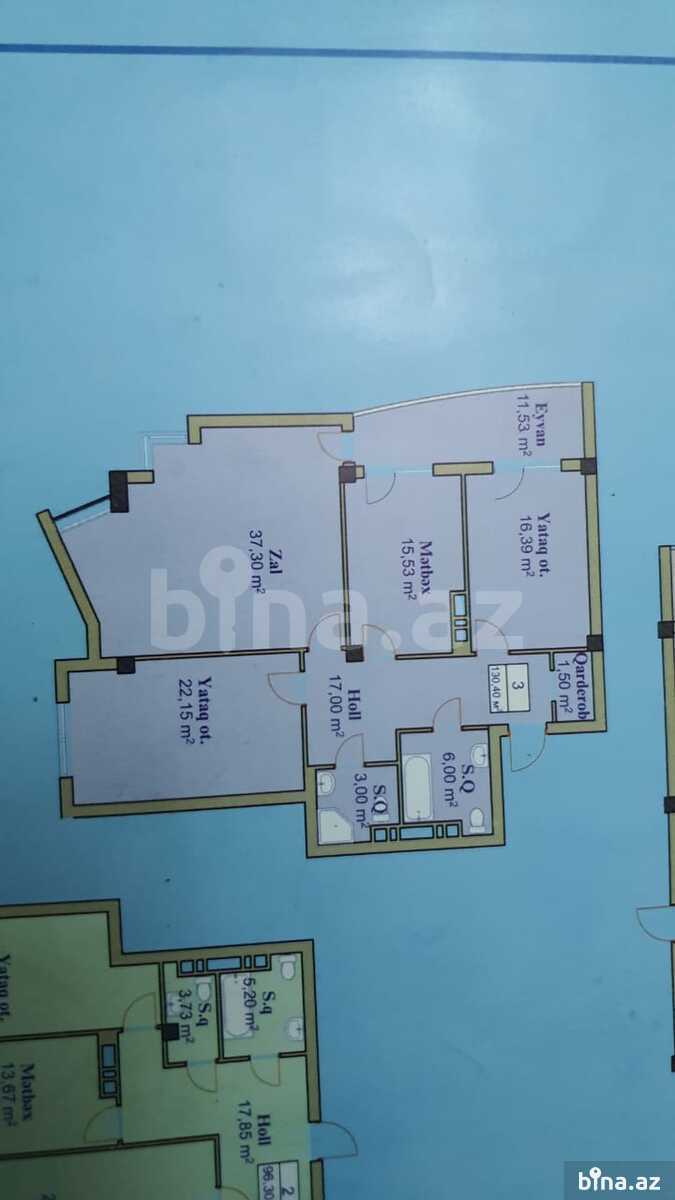 Eyvan
11,53 m²
Yataq ot.
16,39 m²
Mətbəx
15,53 m²
Zal
37,30 m²
Qarderob
1,50 m²
3
130,40 м²
Holl
17,00 m²
Yataq ot.
22,15 m²
S.Q
6,00 m²
S.Q
3,00 m²
bina.az
S.q
5,20 m²
S.q
3,73 m²
Yataq ot.
Mətbəx
13,67 m²
Holl
17,85 m²
2
96,30
bina.az